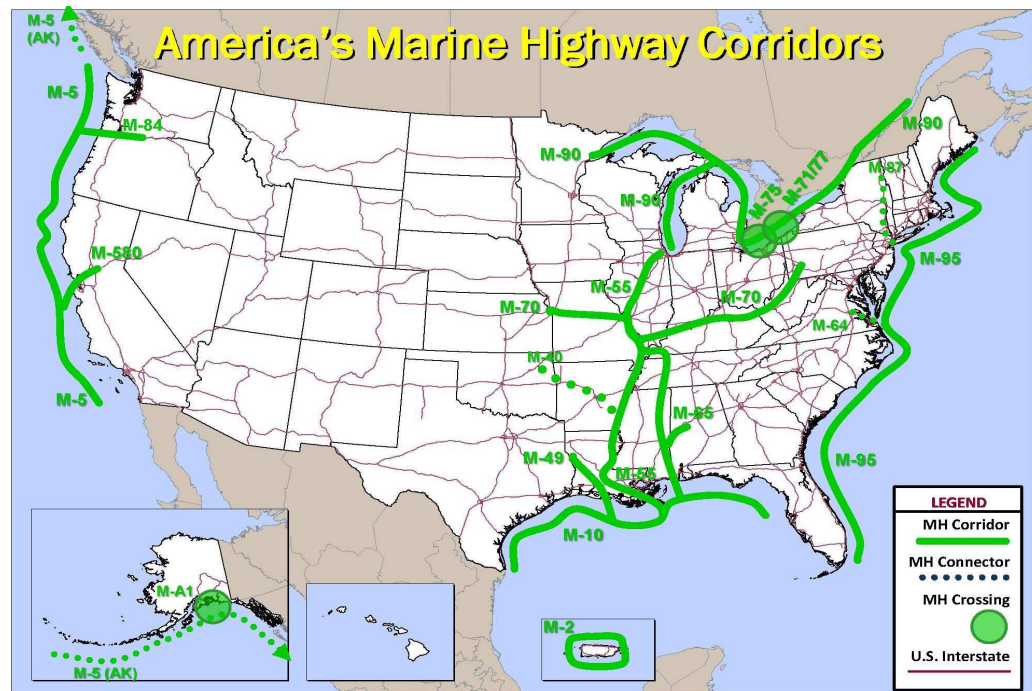 America's Marine Highway Corridors
M-5
(AK)
M-5
M-84
M-90
M-90
M-90
M-87
M-75
M-71/77
M-580
M-95
M-55
M-70
M-70
M-64
M-40
M-5
M-65
M-49
M-55
M-95
M-10
M-A1
M-5 (AK)
M-2
LEGEND
MH Corridor
MH Connector
MH Crossing
U.S. Interstate